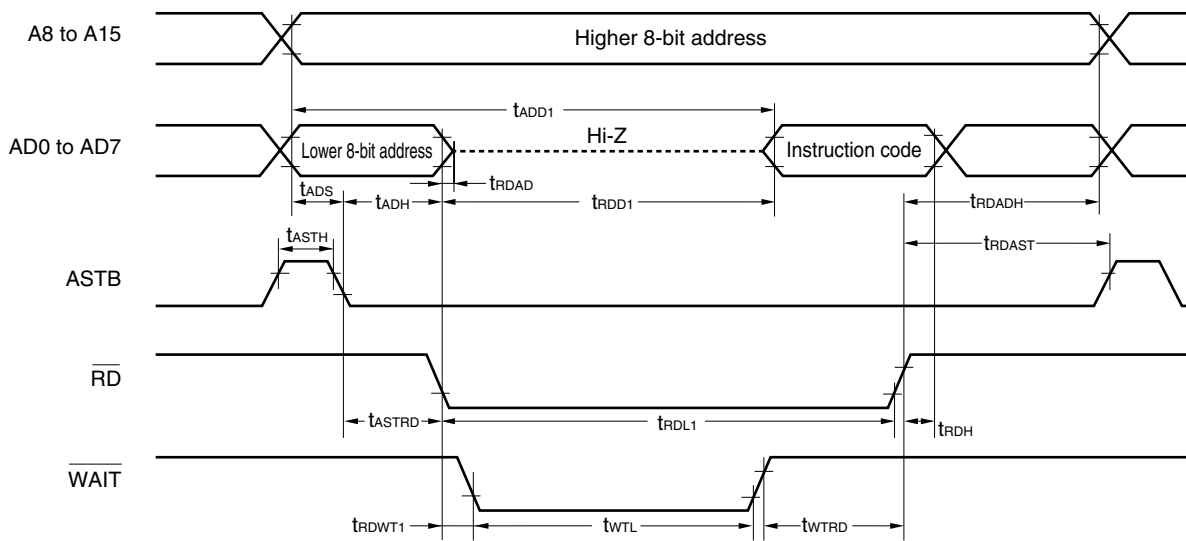 A8 to A15
Higher 8-bit address
tADD1
AD0 to AD7
Lower 8-bit address
Hi-Z
Instruction code
tRDAD
tADS
tADH
tRDD1
tRDADH
tASTH
tRDAST
ASTB
RD
tASTRD
tRDL1
tRDH
WAIT
tRDWT1
tWTL
tWTRD